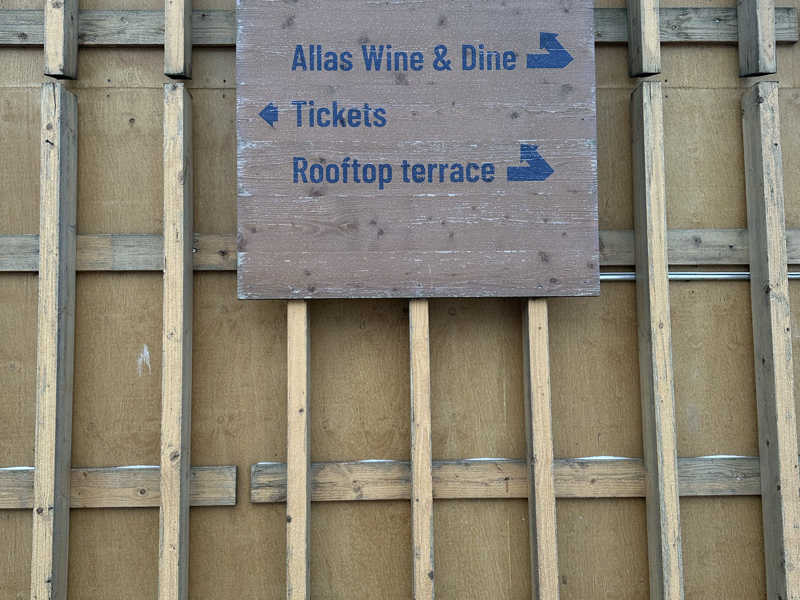 Allas Wine & Dine
Tickets
Rooftop terrace